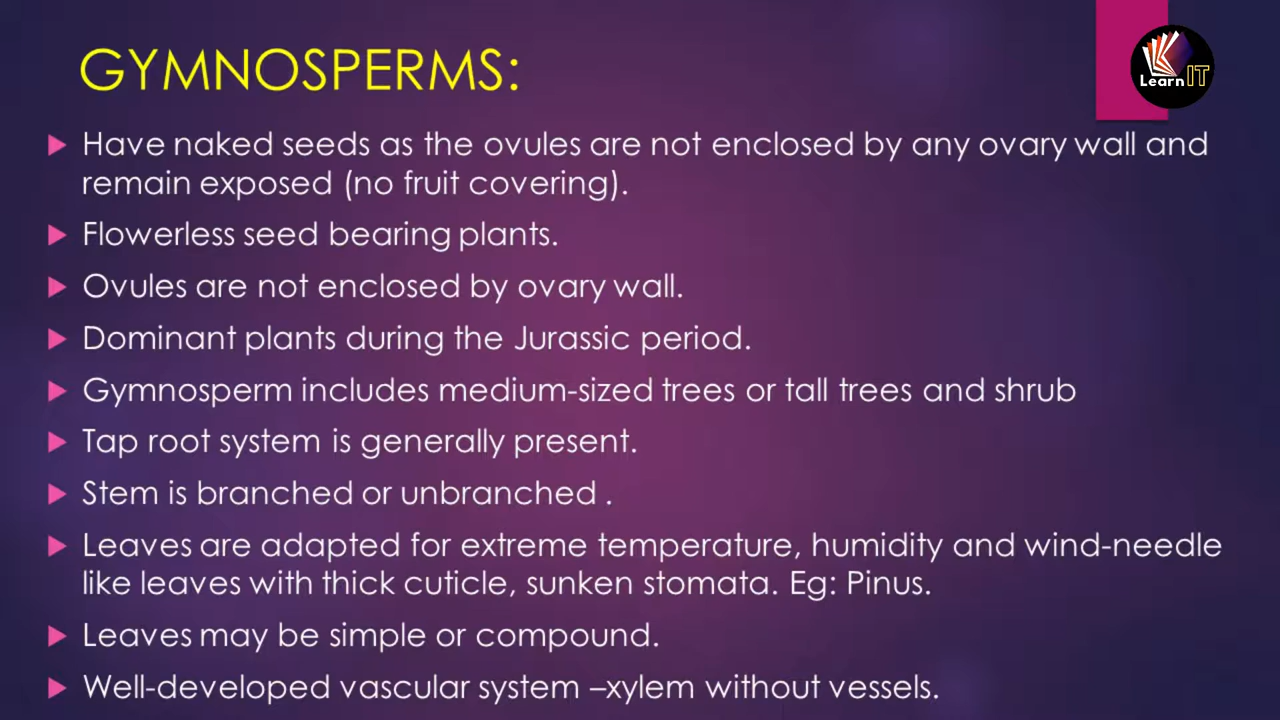 GYMNOSPERMS:
Learn IT
Have naked seeds as the ovules are not enclosed by any ovary wall and
remain exposed (no fruit covering).
Flowerless seed bearing plants.
Ovules are not enclosed by ovary wall.
Dominant plants during the Jurassic period.
Gymnosperm includes medium-sized trees or tall trees and shrub
Tap root system is generally present.
Stem is branched or unbranched .
Leaves are adapted for extreme temperature, humidity and wind-needle
like leaves with thick cuticle, sunken stomata. Eg: Pinus.
Leaves may be simple or compound.
Well-developed vascular system –xylem without vessels.